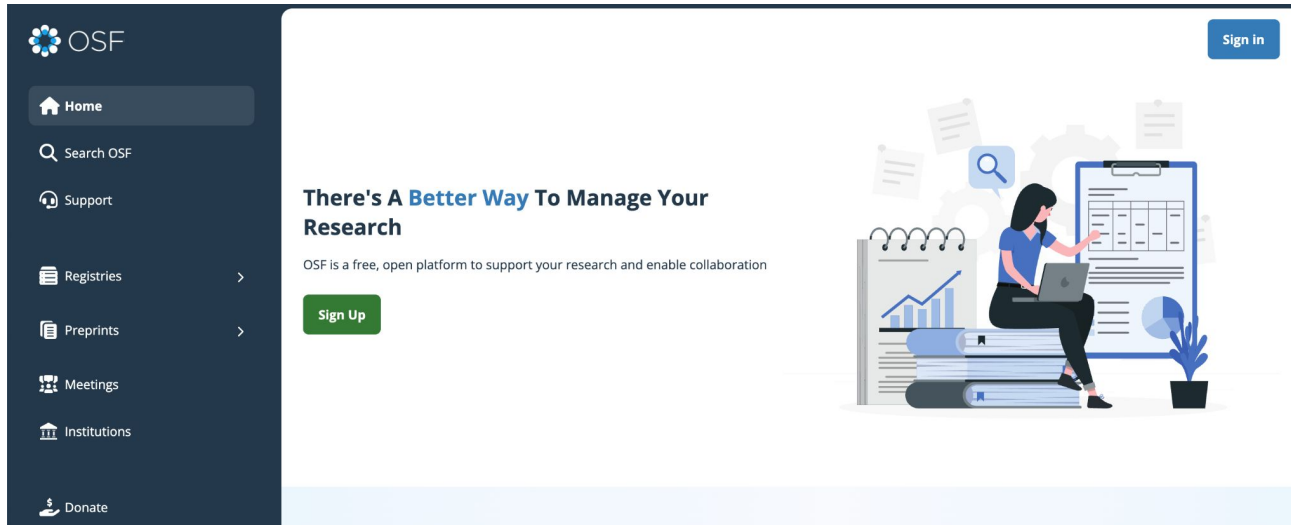 OSF
Sign in
Home
Search OSF
Support
Registries
Preprints
Meetings
Institutions
Donate
There's A Better Way To Manage Your
Research
OSF is a free, open platform to support your research and enable collaboration
Sign Up